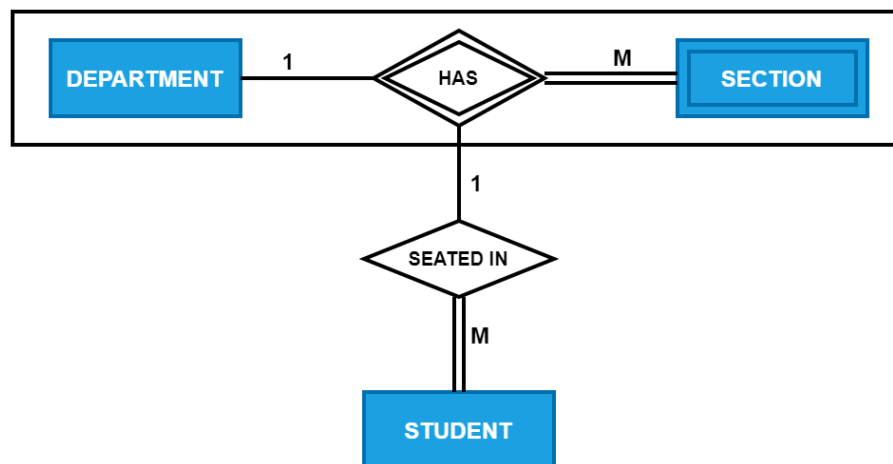 DEPARTMENT 1 HAS M SECTION
1
SEATED IN
M
STUDENT